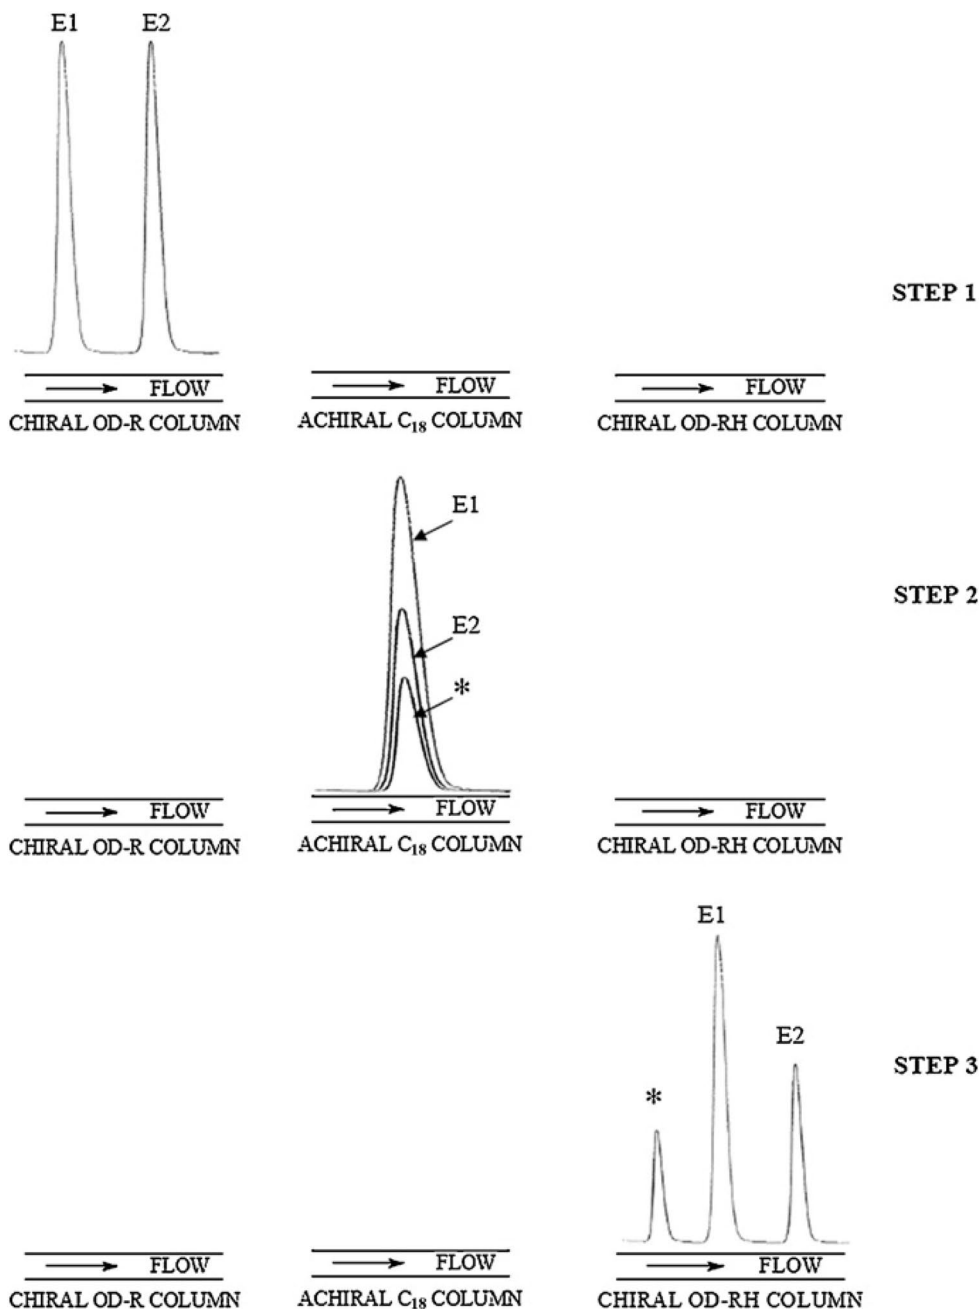 E1 E2
STEP 1
FLOW FLOW FLOW
CHIRAL OD-R COLUMN ACHIRAL C₁₈ COLUMN CHIRAL OD-RH COLUMN
E1
STEP 2
E2
*
FLOW FLOW FLOW
CHIRAL OD-R COLUMN ACHIRAL C₁₈ COLUMN CHIRAL OD-RH COLUMN
E1
E2
STEP 3
*
FLOW FLOW FLOW
CHIRAL OD-R COLUMN ACHIRAL C₁₈ COLUMN CHIRAL OD-RH COLUMN